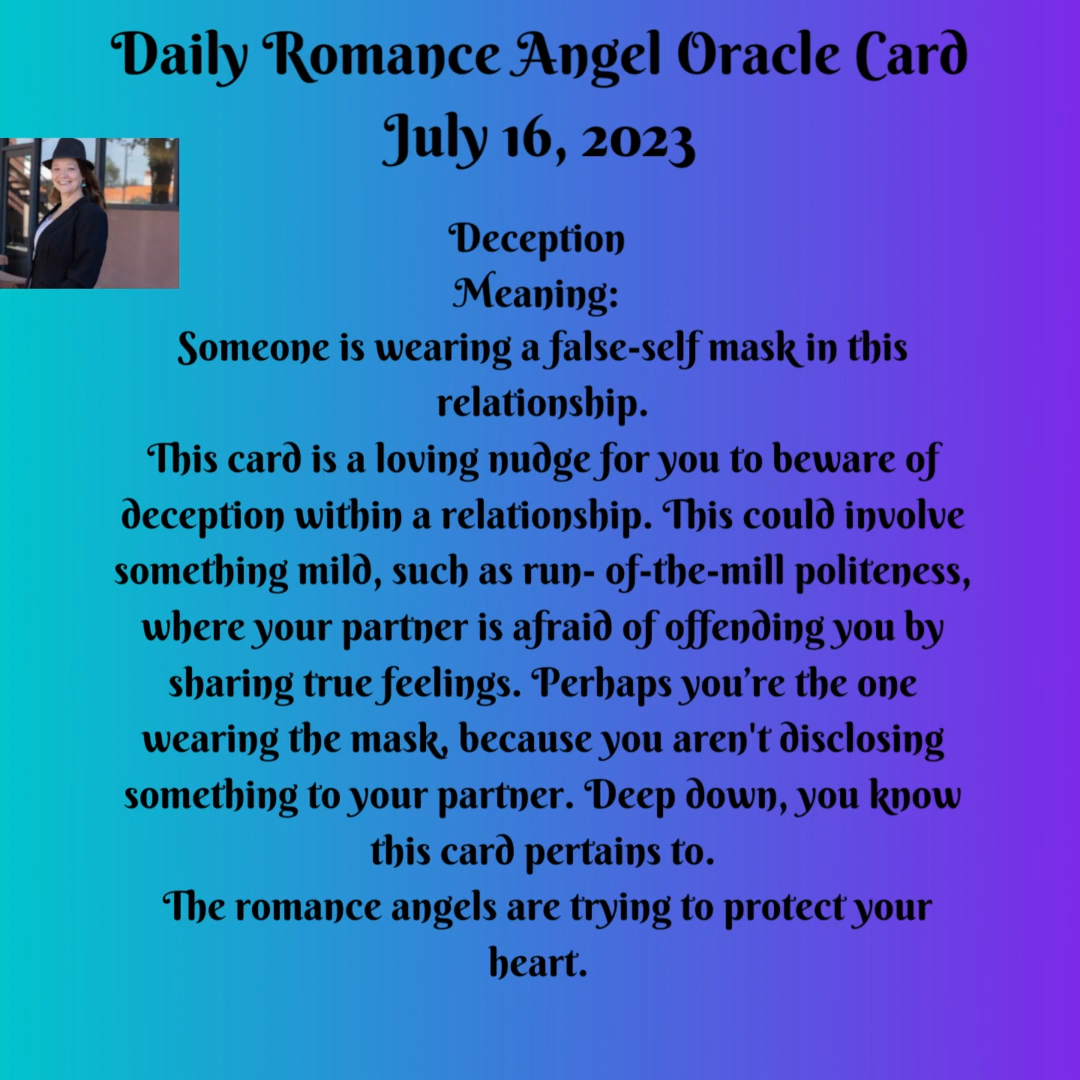 Daily Romance Angel Oracle Card
July 16, 2023
Deception
Meaning:
Someone is wearing a false-self mask in this
relationship.
This card is a loving nudge for you to beware of
deception within a relationship. This could involve
something mild, such as run- of-the-mill politeness,
where your partner is afraid of offending you by
sharing true feelings. Perhaps you’re the one
wearing the mask, because you aren't disclosing
something to your partner. Deep down, you know
this card pertains to.
The romance angels are trying to protect your
heart.